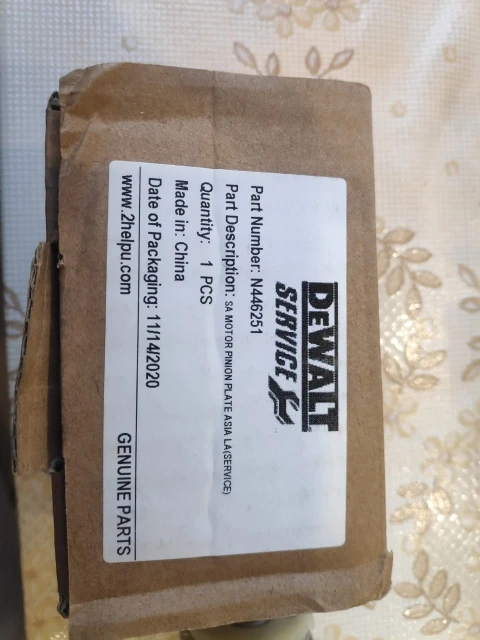 DEWALT
SERVICE
Part Number: N446251
Part Description: SA MOTOR PINION PLATE ASIA LA(SERVICE)
Quantity: 1 PCS
Made in: China
Date of Packaging: 11/14/2020
www.2helpu.com GENUINE PARTS